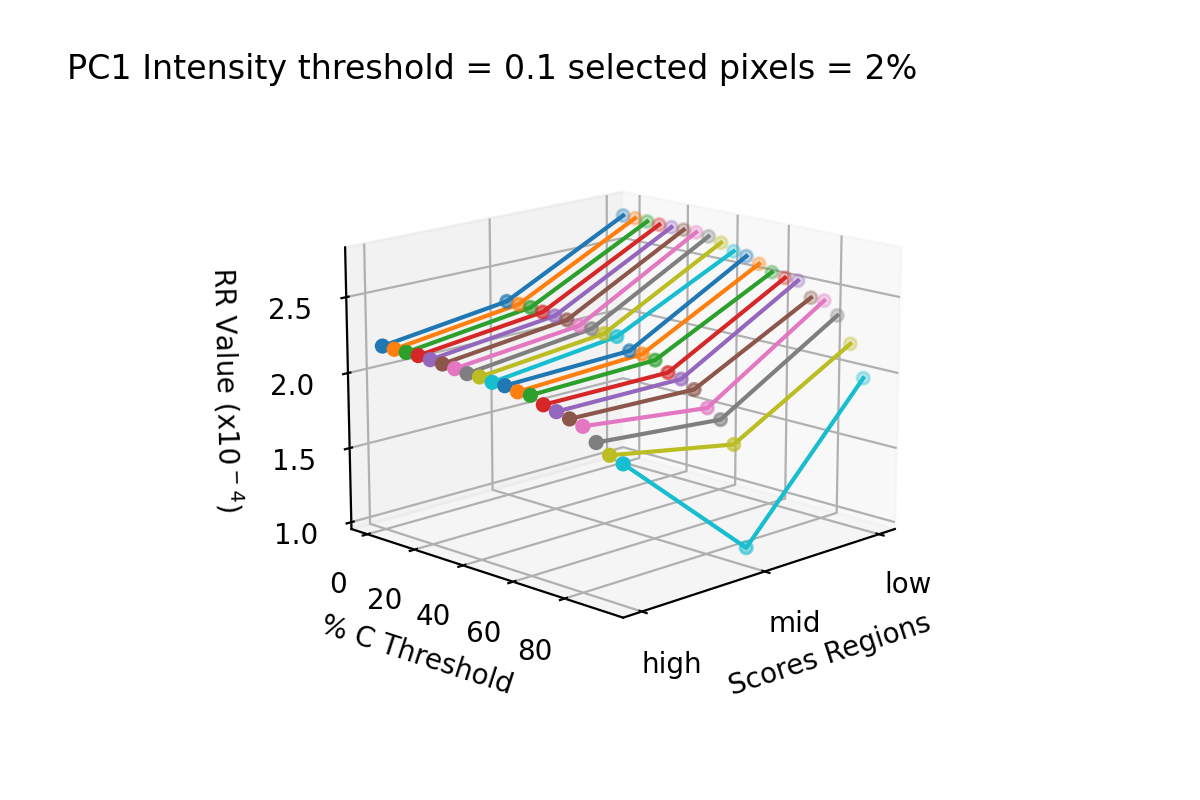 PC1 Intensity threshold = 0.1 selected pixels = 2%
RR Value (x10⁻⁴)
2.5
2.0
1.5
1.0
0
20
40
60
80
% C Threshold
high
mid
low
Scores Regions